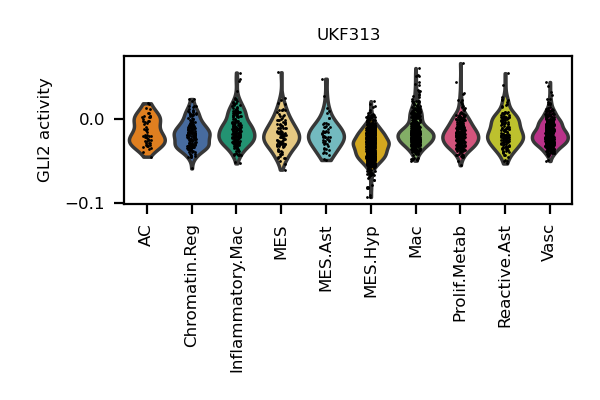 UKF313
GLI2 activity
0.0
−0.1
AC
Chromatin.Reg
Inflammatory.Mac
MES
MES.Ast
MES.Hyp
Mac
Prolif.Metab
Reactive.Ast
Vasc